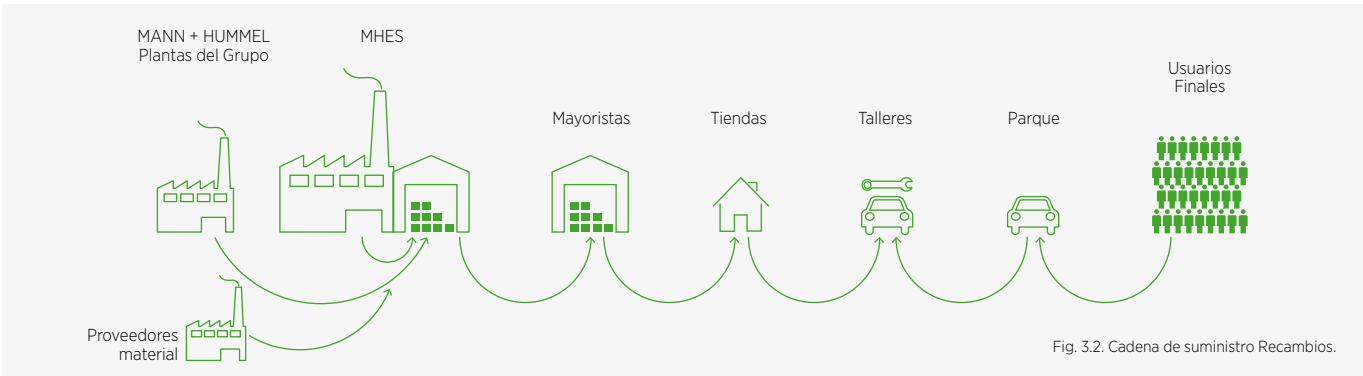 MANN + HUMMEL
Plantas del Grupo
MHES
Mayoristas
Tiendas
Talleres
Parque
Usuarios
Finales
Proveedores
material
Fig. 3.2. Cadena de suministro Recambios.